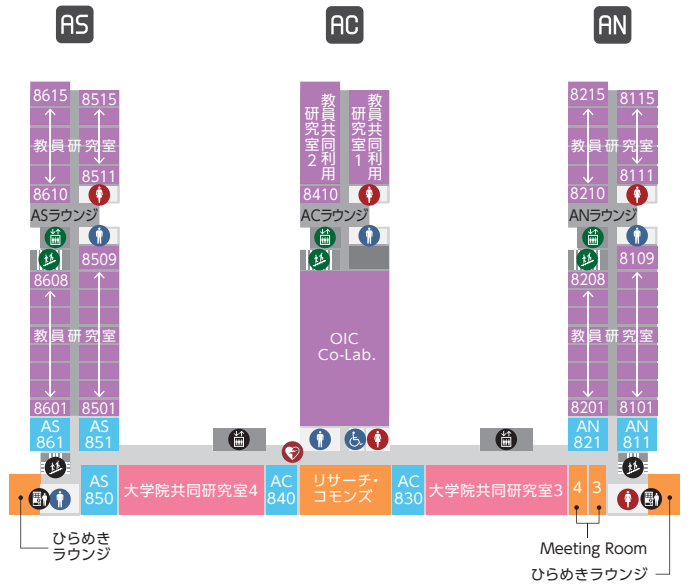 AS
AC
AN
8615
8515
教員研究室
8511
8610
ASラウンジ
8509
8608
教員研究室
8601
8501
AS
861
AS
851
教員共同利用
研究室2
教員共同利用
研究室1
8410
ACラウンジ
OIC
Co-Lab.
8215
8115
教員研究室
8111
8210
ANラウンジ
8109
8208
教員研究室
8201
8101
AN
821
AN
811
AS
850
大学院共同研究室4
AC
840
リサーチ・
コモンズ
AC
830
大学院共同研究室3
4
3
ひらめき
ラウンジ
Meeting Room
ひらめきラウンジ